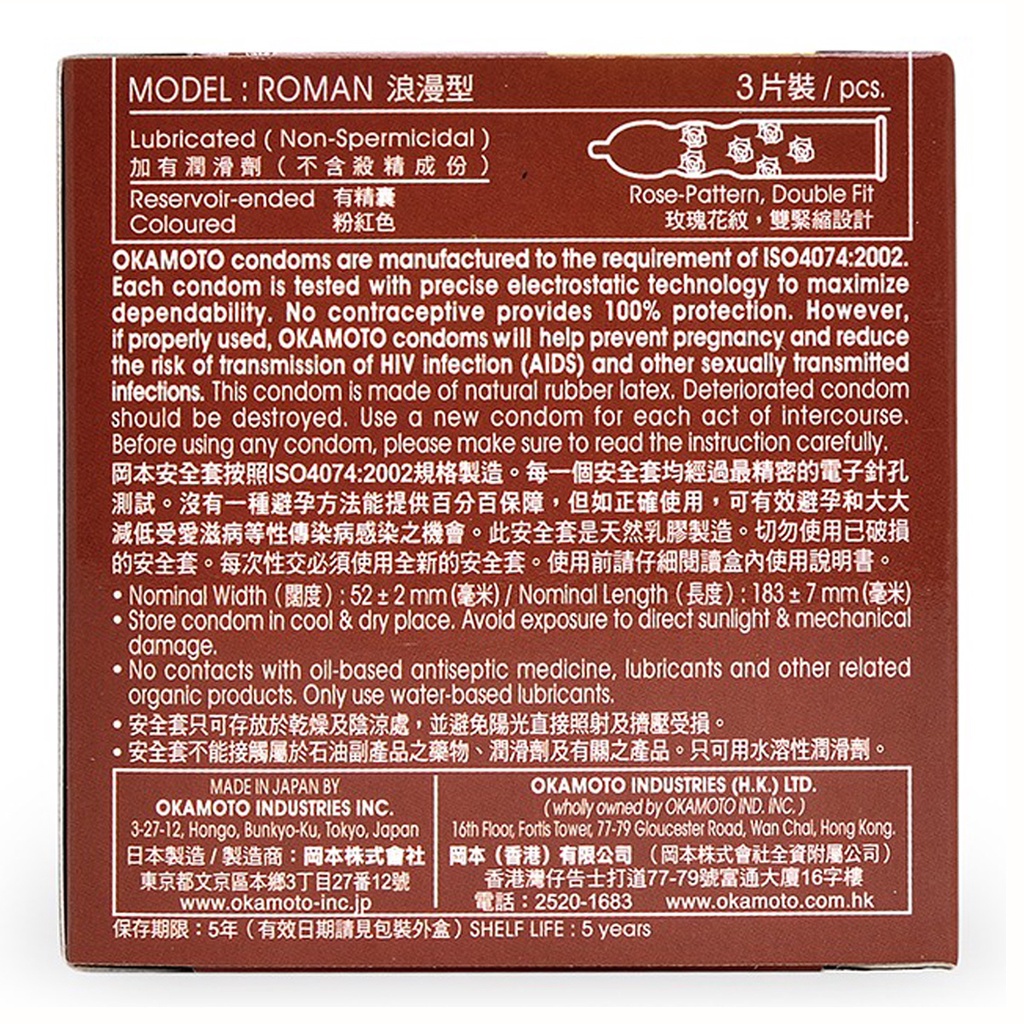 MODEL : ROMAN 浪漫型
3片裝 / pcs.
Lubricated ( Non-Spermicidal )
加有潤滑劑 ( 不含殺精成份 )
Reservoir-ended 有精囊
Coloured 粉紅色
Rose-Pattern, Double Fit
玫瑰花紋，雙緊縮設計
OKAMOTO condoms are manufactured to the requirement of ISO4074:2002.
Each condom is tested with precise electrostatic technology to maximize
dependability. No contraceptive provides 100% protection. However,
if properly used, OKAMOTO condoms will help prevent pregnancy and reduce
the risk of transmission of HIV infection (AIDS) and other sexually transmitted
infections. This condom is made of natural rubber latex. Deteriorated condom
should be destroyed. Use a new condom for each act of intercourse.
Before using any condom, please make sure to read the instruction carefully.
岡本安全套按照ISO4074:2002規格製造。每一個安全套均經過最精密的電子針孔
測試。沒有一種避孕方法能提供百分百保障，但如正確使用，可有效避孕和大大
減低受愛滋病等性傳染病感染之機會。此安全套是天然乳膠製造。切勿使用已破損
的安全套。每次性交必須使用全新的安全套。使用前請仔細閱讀盒內使用說明書。
• Nominal Width (闊度) : 52 ± 2 mm (毫米) / Nominal Length (長度) : 183 ± 7 mm (毫米)
• Store condom in cool & dry place. Avoid exposure to direct sunlight & mechanical
damage.
• No contacts with oil-based antiseptic medicine, lubricants and other related
organic products. Only use water-based lubricants.
• 安全套只可存放於乾燥及陰涼處，並避免陽光直接照射及擠壓受損。
• 安全套不能接觸屬於石油副產品之藥物、潤滑劑及有關之產品。只可用水溶性潤滑劑。
MADE IN JAPAN BY
OKAMOTO INDUSTRIES INC.
3-27-12, Hongo, Bunkyo-Ku, Tokyo, Japan
日本製造 / 製造商：岡本株式會社
東京都文京區本鄉3丁目27番12號
www.okamoto-inc.jp
OKAMOTO INDUSTRIES (H.K.) LTD.
( wholly owned by OKAMOTO IND. INC. )
16th Floor, Fortis Tower, 77-79 Gloucester Road, Wan Chai, Hong Kong.
岡本（香港）有限公司 （岡本株式會社全資附屬公司）
香港灣仔告士打道77-79號富通大廈16字樓
電話：2520-1683 www.okamoto.com.hk
保存期限：5年（有效日期請見包裝外盒）SHELF LIFE : 5 years